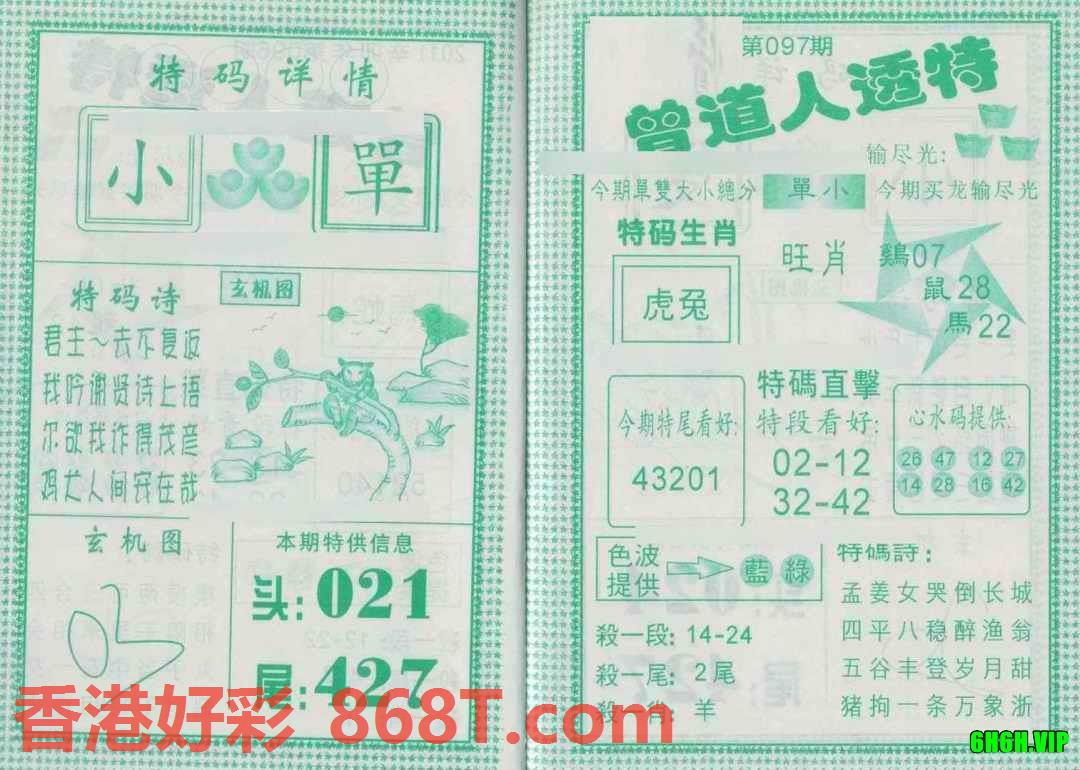 特码详情
小 單
特码诗
玄机图
君王一去不复返
我吟谢贤诗上语
尔欲我作得茂彦
鸡犬人间安在哉
玄机图
本期特供信息
头:021
尾:427
第097期
曾道人透特
输尽光:
今期單雙大小總分 單小 今期买龙输尽光
特码生肖
虎兔
旺肖
鷄07
鼠28
馬22
今期特尾看好:
43201
特碼直擊
特段看好:
02-12
32-42
心水码提供:
26 47 12 27
14 28 16 42
色波
提供
藍 綠
殺一段: 14-24
殺一尾: 2尾
殺一肖: 羊
特碼詩:
孟姜女哭倒长城
四平八稳醉渔翁
五谷丰登岁月甜
猪拘一条万象浙
香港好彩 868T.com
6H6H.VIP